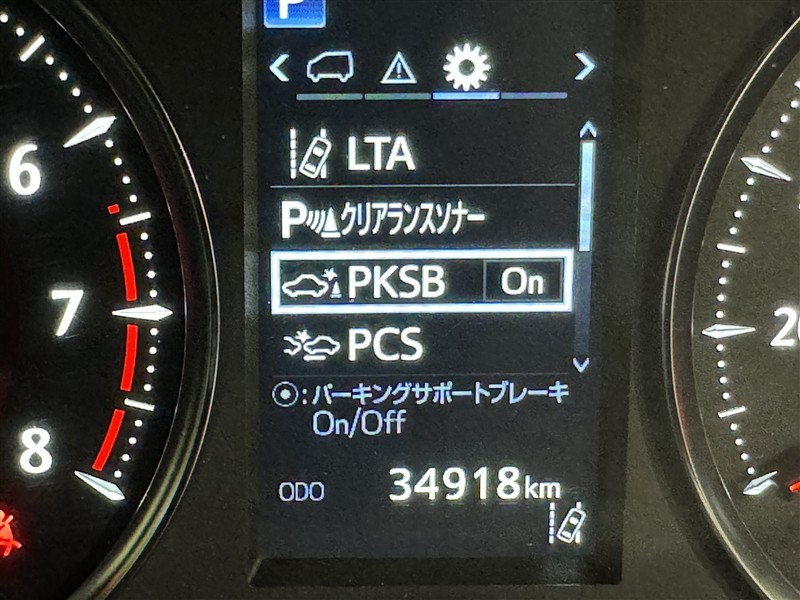 P
LTA
Pクリアランスソナー
PKSB On
PCS
:パーキングサポートブレーキ
On/Off
ODO 34918km
6
7
8